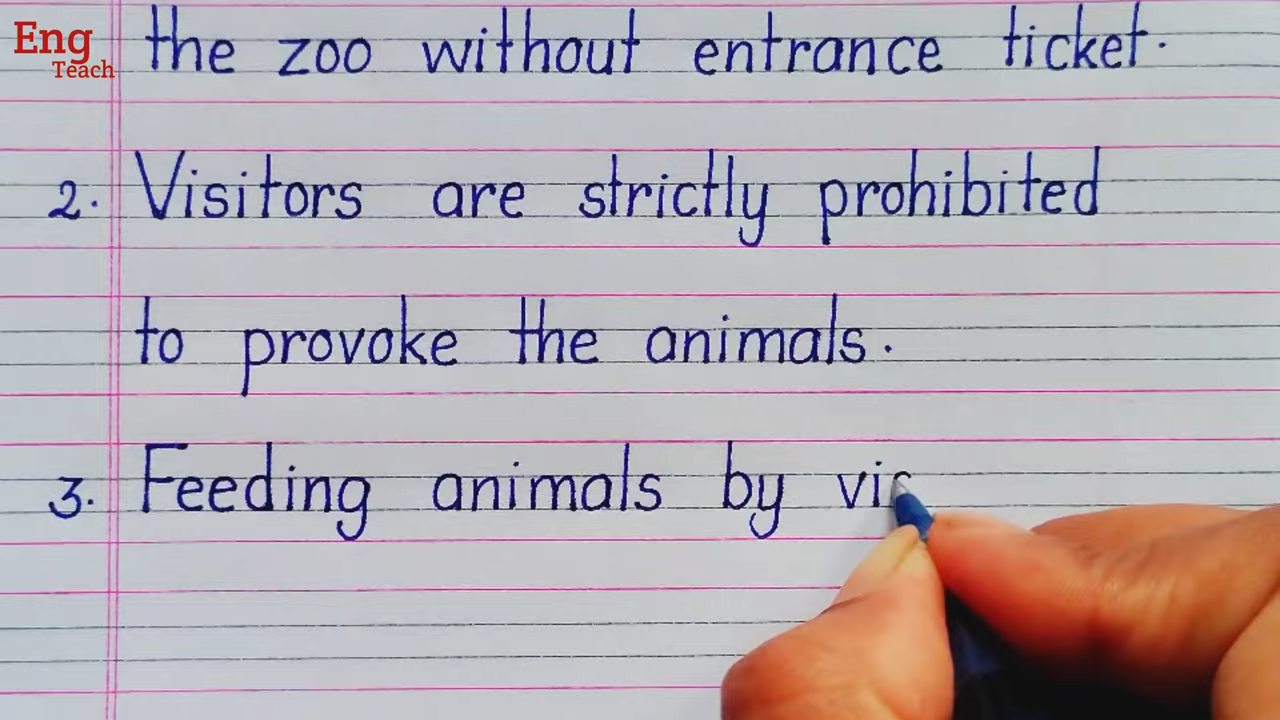 Eng
Teach
the zoo without entrance ticket.
2. Visitors are strictly prohibited
to provoke the animals.
3. Feeding animals by vis